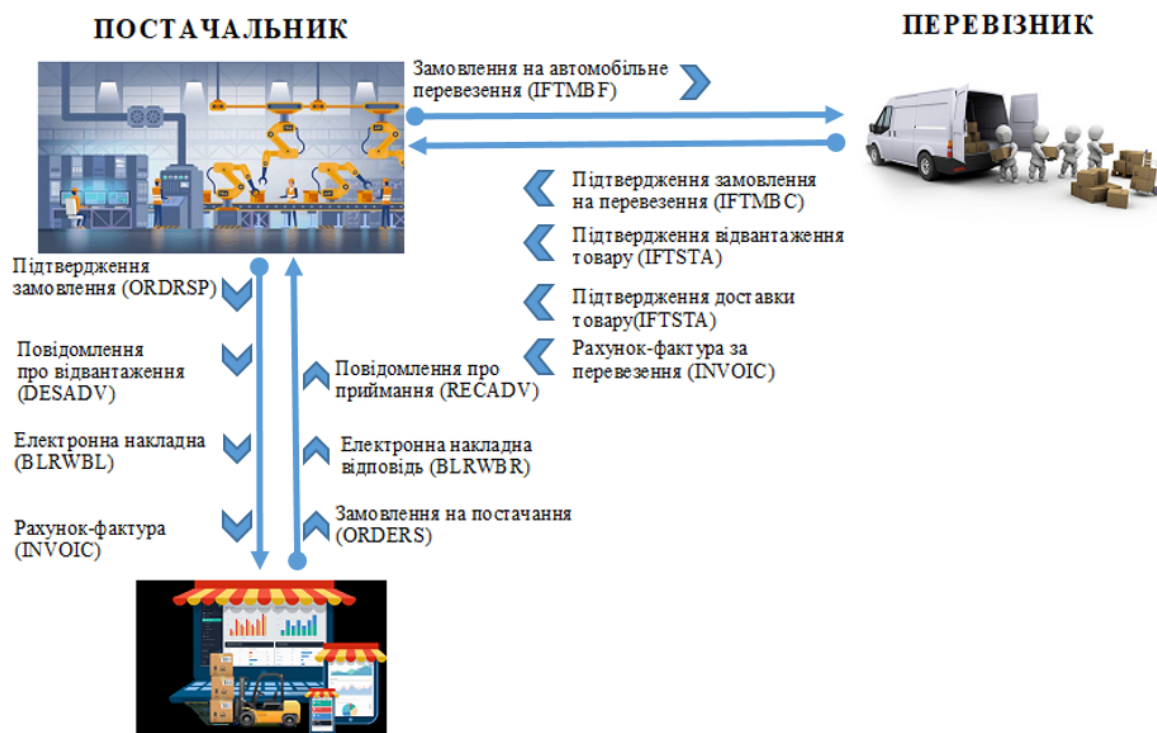 ПОСТАЧАЛЬНИК
ПЕРЕВІЗНИК
Замовлення на автомобільне
перевезення (IFTMBF)
Підтвердження замовлення
на перевезення (IFTMBC)
Підтвердження відвантаження
товару (IFTSTA)
Підтвердження доставки
товару(IFTSTA)
Рахунок-фактура за
перевезення (INVOIC)
Підтвердження
замовлення (ORDRSP)
Повідомлення
про відвантаження
(DESADV)
Електронна накладна
(BLRWBL)
Рахунок-фактура
(INVOIC)
Повідомлення про
приймання (RECADV)
Електронна накладна
відповідь (BLRWBR)
Замовлення на постачання
(ORDERS)